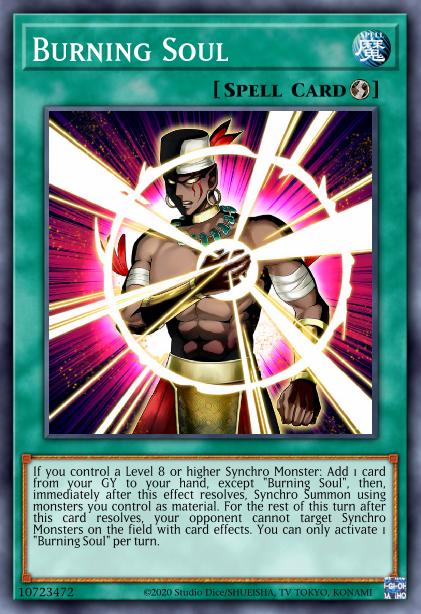 BURNING SOUL
SPELL
魔
[SPELL CARD]
If you control a Level 8 or higher Synchro Monster: Add 1 card
from your GY to your hand, except "Burning Soul", then,
immediately after this effect resolves, Synchro Summon using
monsters you control as material. For the rest of this turn after
this card resolves, your opponent cannot target Synchro
Monsters on the field with card effects. You can only activate 1
"Burning Soul" per turn.
10723472
©2020 Studio Dice/SHUEISHA, TV TOKYO, KONAMI